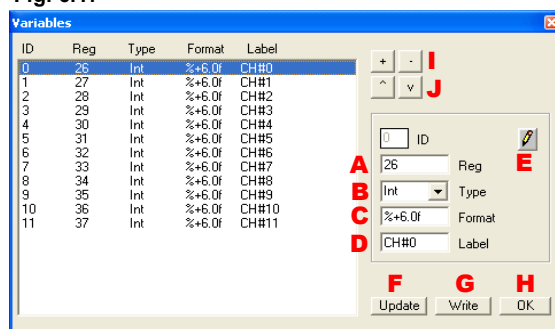 Variables
ID Reg Type Format Label
0 26 Int %+6.0f CH#0
1 27 Int %+6.0f CH#1
2 28 Int %+6.0f CH#2
3 29 Int %+6.0f CH#3
4 30 Int %+6.0f CH#4
5 31 Int %+6.0f CH#5
6 32 Int %+6.0f CH#6
7 33 Int %+6.0f CH#7
8 34 Int %+6.0f CH#8
9 35 Int %+6.0f CH#9
10 36 Int %+6.0f CH#10
11 37 Int %+6.0f CH#11
+ - I
^ v J
0 ID E
A 26 Reg
B Int Type
C %+6.0f Format
D CH#0 Label
F G H
Update Write OK